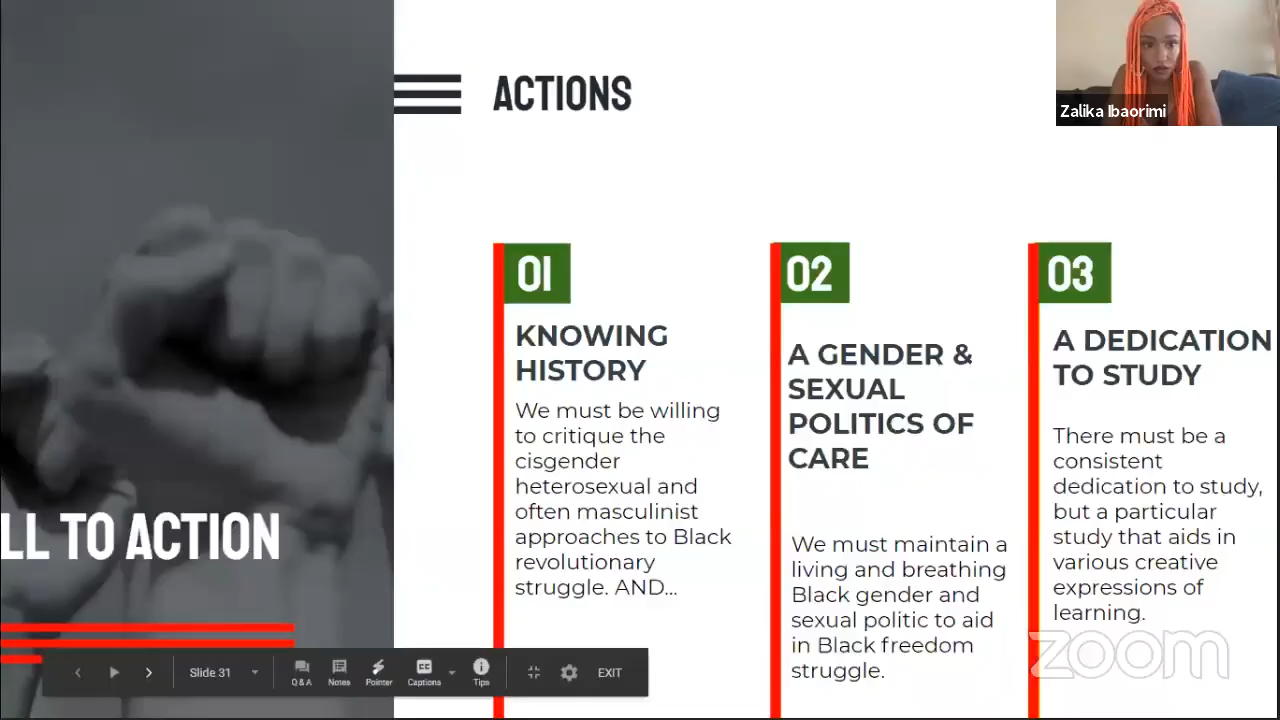 ACTIONS
Zalika Ibaorimi
01
KNOWING
HISTORY
We must be willing
to critique the
cisgender
heterosexual and
often masculinist
approaches to Black
revolutionary
struggle. AND...
02
A GENDER &
SEXUAL
POLITICS OF
CARE
We must maintain a
living and breathing
Black gender and
sexual politic to aid
in Black freedom
struggle.
03
A DEDICATION
TO STUDY
There must be a
consistent
dedication to study,
but a particular
study that aids in
various creative
expressions of
learning.
LL TO ACTION
Slide 31
Q & A
Notes
Pointer
CC
Captions
Tips
EXIT
zoom